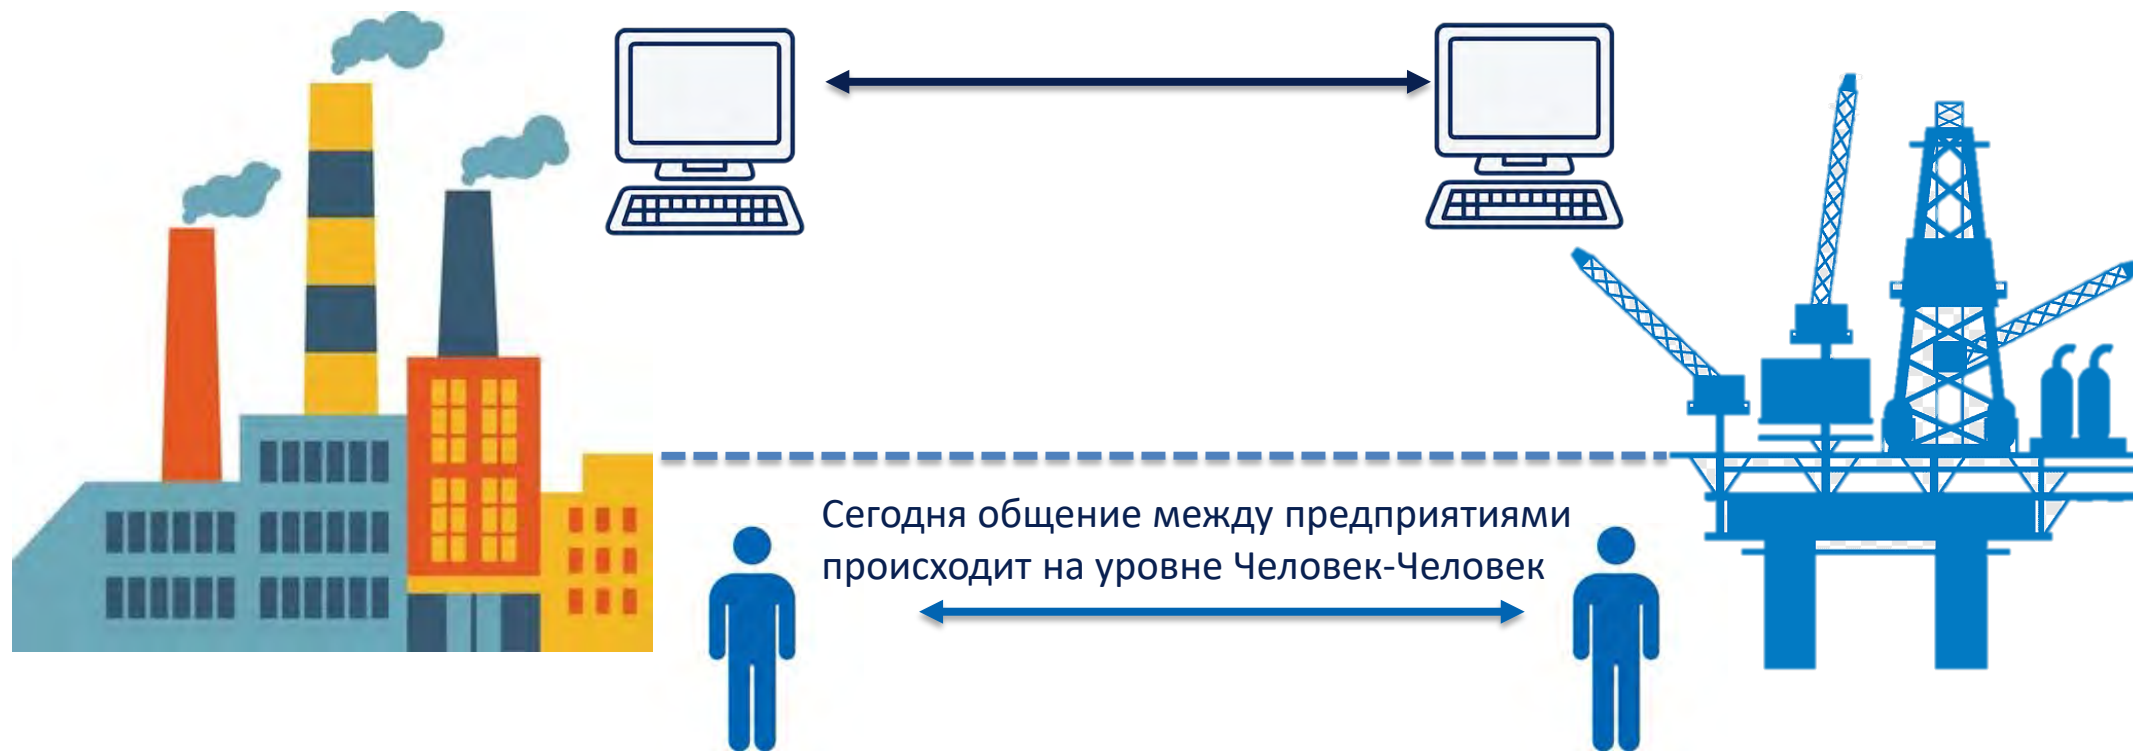 Сегодня общение между предприятиями
происходит на уровне Человек-Человек